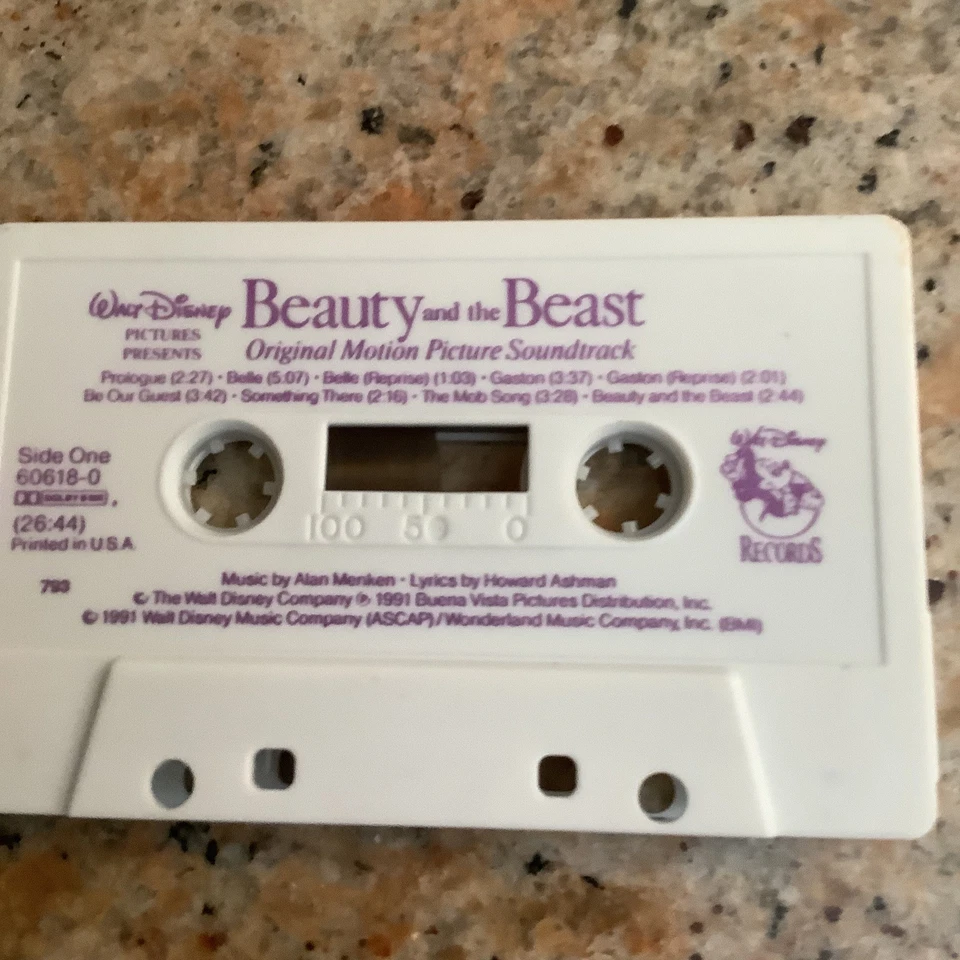 Walt Disney
PICTURES
PRESENTS
Beauty and the Beast
Original Motion Picture Soundtrack
Prologue (2:27) • Belle (5:07) • Belle (Reprise) (1:03) • Gaston (3:37) • Gaston (Reprise) (2:01)
Be Our Guest (3:42) • Something There (2:16) • The Mob Song (3:28) • Beauty and the Beast (2:44)
Side One
60618-0
DOLBY B NR
(26:44)
Printed in U.S.A.
793
100 50 0
Walt Disney
RECORDS
Music by Alan Menken • Lyrics by Howard Ashman
© The Walt Disney Company ℗ 1991 Buena Vista Pictures Distribution, Inc.
© 1991 Walt Disney Music Company (ASCAP)/Wonderland Music Company, Inc. (BMI)